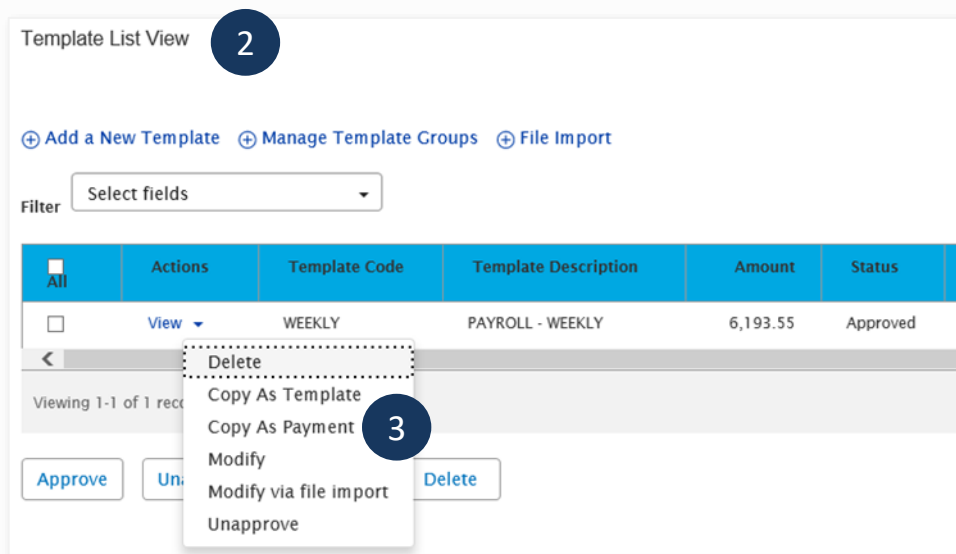 Template List View
2
Add a New Template Manage Template Groups File Import
Filter Select fields
All Actions Template Code Template Description Amount Status
View WEEKLY PAYROLL - WEEKLY 6,193.55 Approved
Delete
Copy As Template
Viewing 1-1 of 1
Copy As Payment
3
Modify
Approve Delete
Modify via file import
Unapprove